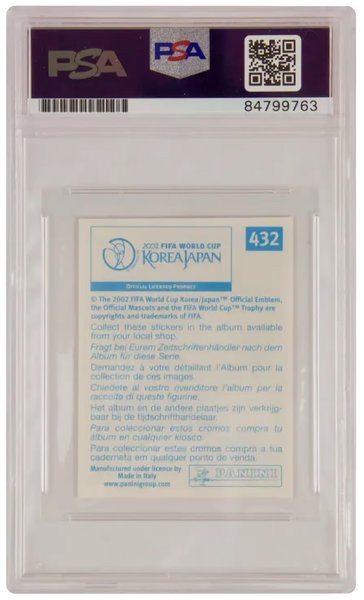 PSA
PSA
84799763
2002 FIFA WORLD CUP
KOREAJAPAN
432
OFFICIAL LICENSED PRODUCT
© The 2002 FIFA World Cup Korea/Japan™ Official Emblem,
the Official Mascots and the FIFA World Cup™ Trophy are
copyrights and trademarks of FIFA.
Collect these stickers in the album available
from your local shop.
Fragt bei Eurem Zeitschriftenhändler nach dem
Album für diese Serie.
Demandez à votre détaillant l'Album pour la
collection de ces images.
Chiedete al vostro rivenditore l'album per la
raccolta di queste figurine.
Het album en de andere plaatjes zijn verkrijg-
baar bij de tijdschrifthandelaar.
Para coleccionar estos cromos compra tu
álbum en cualquier kiosco.
Para coleccionar estes cromos compra a tua
caderneta em qualquer ponto de venda.
Manufactured under licence by
Made in Italy
www.paninigroup.com
PANINI